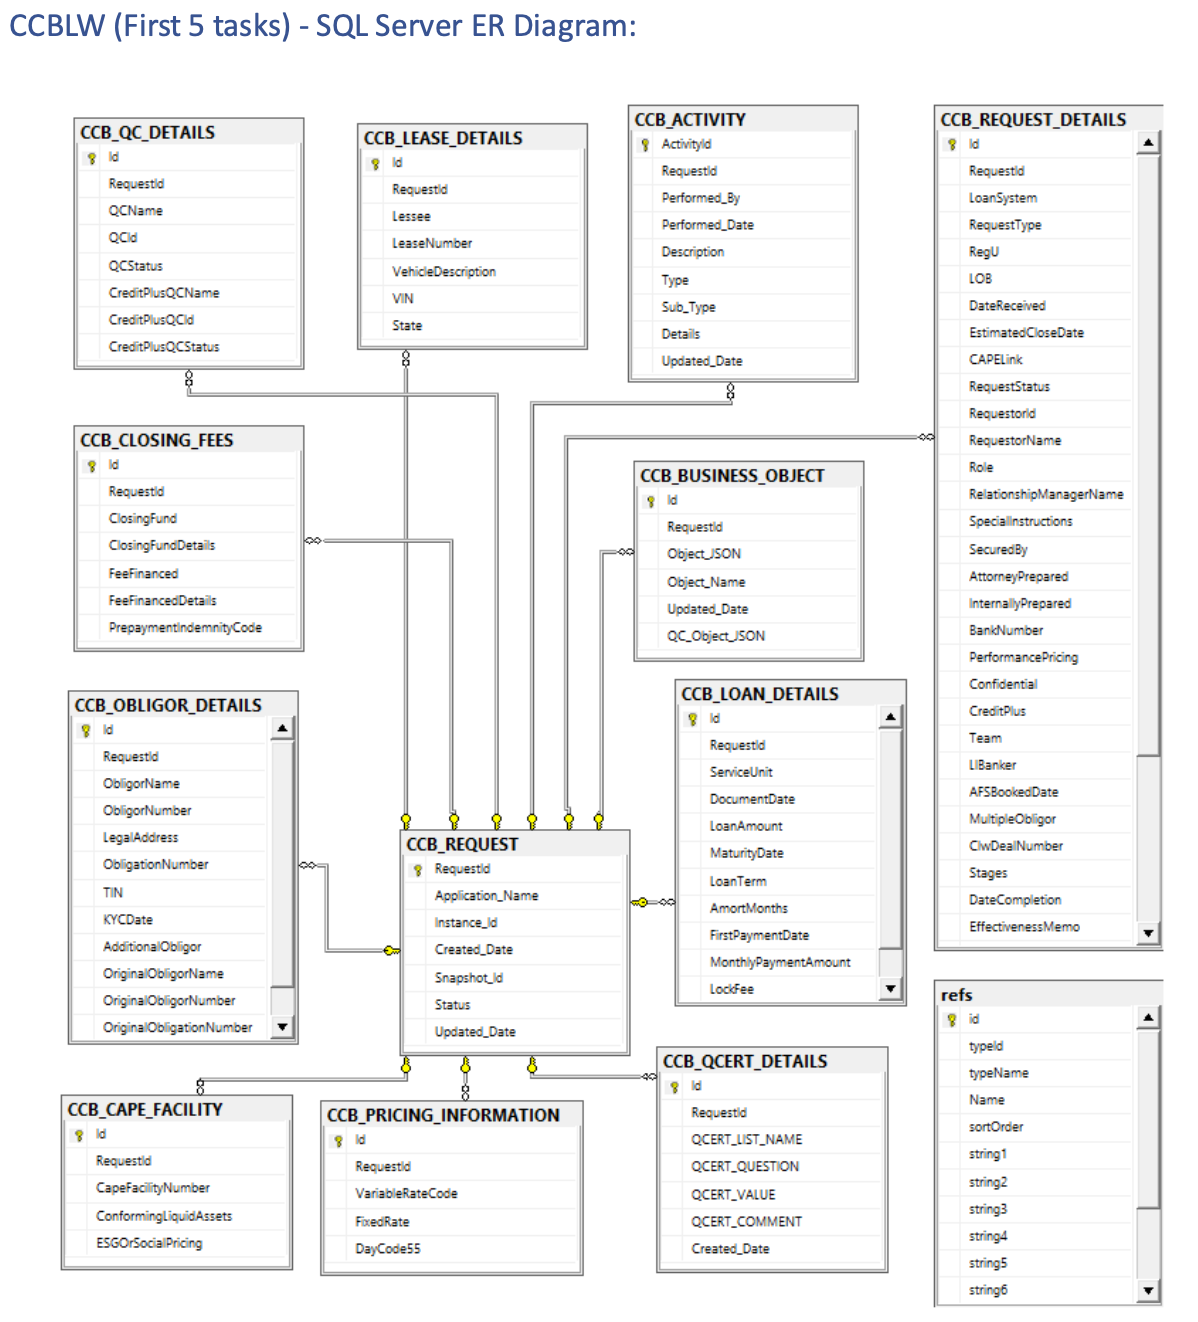 CCBLW (First 5 tasks) - SQL Server ER Diagram:
CCB_QC_DETAILS
Id
RequestId
QCName
QCId
QCStatus
CreditPlusQCName
CreditPlusQCId
CreditPlusQCStatus
CCB_LEASE_DETAILS
Id
RequestId
Lessee
LeaseNumber
VehicleDescription
VIN
State
CCB_ACTIVITY
ActivityId
RequestId
Performed_By
Performed_Date
Description
Type
Sub_Type
Details
Updated_Date
CCB_REQUEST_DETAILS
Id
RequestId
LoanSystem
RequestType
RegU
LOB
DateReceived
EstimatedCloseDate
CAPELink
RequestStatus
RequestorId
RequestorName
Role
RelationshipManagerName
SpecialInstructions
SecuredBy
AttorneyPrepared
InternallyPrepared
BankNumber
PerformancePricing
Confidential
CreditPlus
Team
LIBanker
AFSBookedDate
MultipleObligor
ClwDealNumber
Stages
DateCompletion
EffectivenessMemo
CCB_CLOSING_FEES
Id
RequestId
ClosingFund
ClosingFundDetails
FeeFinanced
FeeFinancedDetails
PrepaymentIndemnityCode
CCB_BUSINESS_OBJECT
Id
RequestId
Object_JSON
Object_Name
Updated_Date
QC_Object_JSON
CCB_OBLIGOR_DETAILS
Id
RequestId
ObligorName
ObligorNumber
LegalAddress
ObligationNumber
TIN
KYCDate
AdditionalObligor
OriginalObligorName
OriginalObligorNumber
OriginalObligationNumber
CCB_LOAN_DETAILS
Id
RequestId
ServiceUnit
DocumentDate
LoanAmount
MaturityDate
LoanTerm
AmortMonths
FirstPaymentDate
MonthlyPaymentAmount
LockFee
CCB_REQUEST
RequestId
Application_Name
Instance_Id
Created_Date
Snapshot_Id
Status
Updated_Date
refs
id
typeId
typeName
Name
sortOrder
string1
string2
string3
string4
string5
string6
CCB_CAPE_FACILITY
Id
RequestId
CapeFacilityNumber
ConformingLiquidAssets
ESGOrSocialPricing
CCB_PRICING_INFORMATION
Id
RequestId
VariableRateCode
FixedRate
DayCode55
CCB_QCERT_DETAILS
Id
RequestId
QCERT_LIST_NAME
QCERT_QUESTION
QCERT_VALUE
QCERT_COMMENT
Created_Date